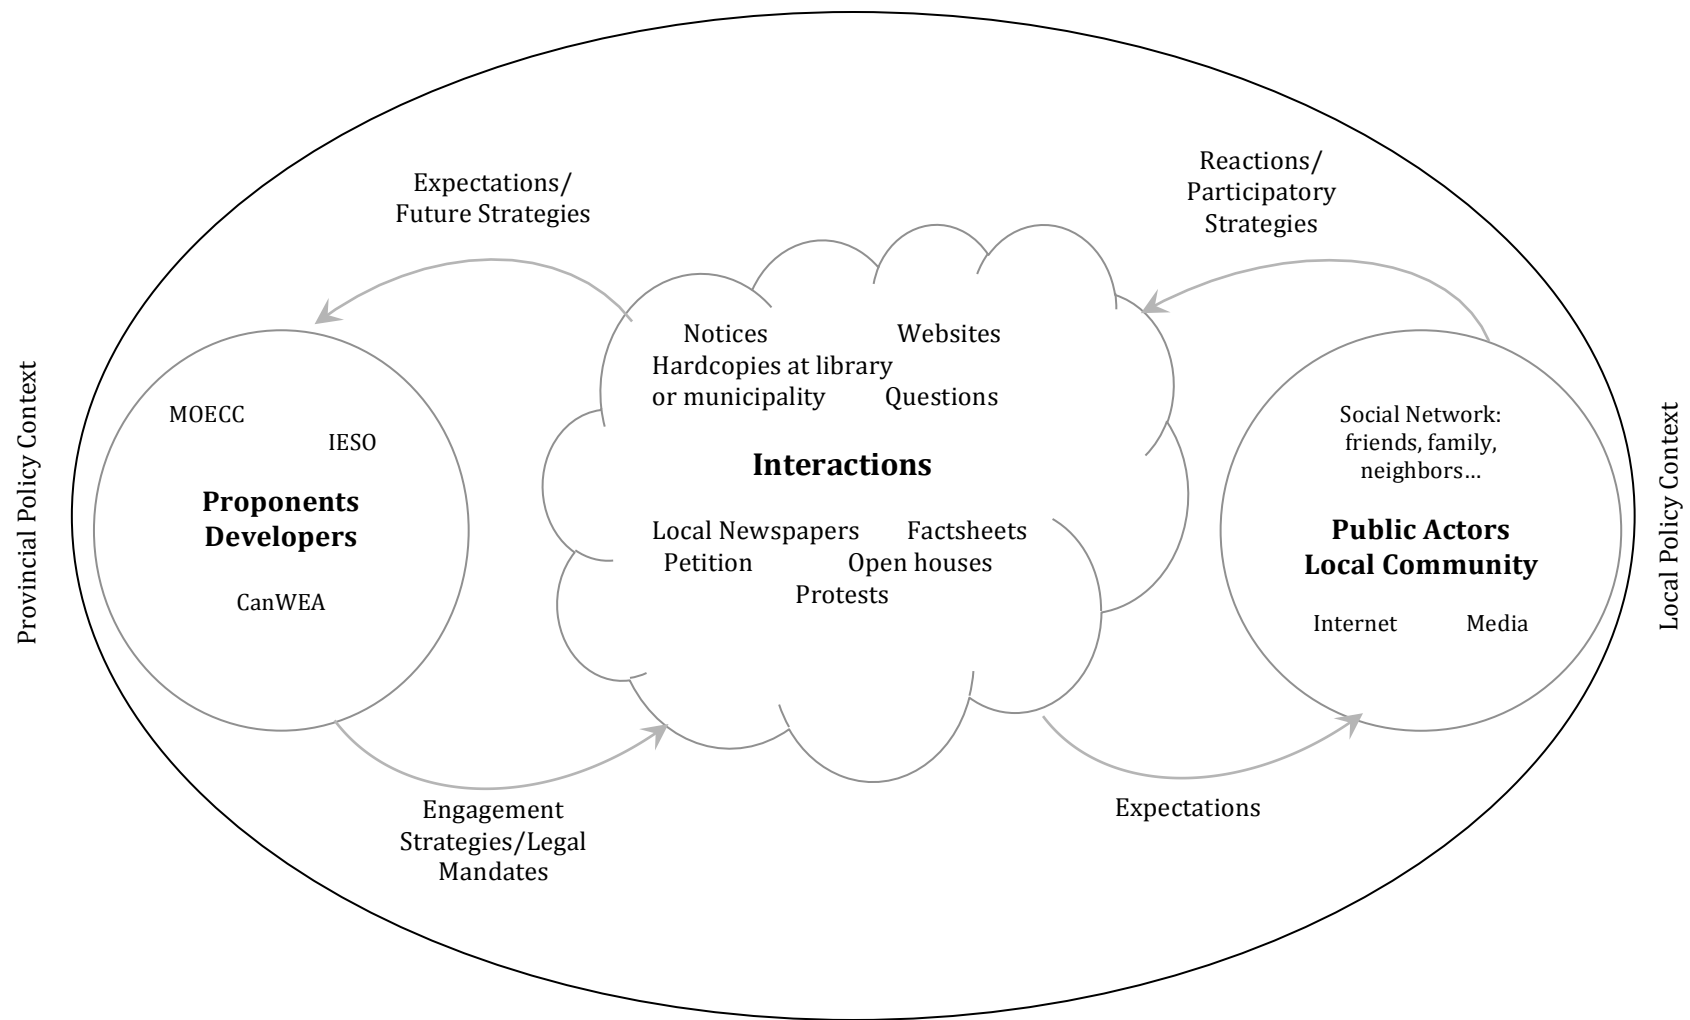 Provincial Policy Context
Expectations/
Future Strategies
Reactions/
Participatory
Strategies
MOECC
IESO
Proponents
Developers
CanWEA
Notices
Websites
Hardcopies at library
or municipality
Questions
Interactions
Local Newspapers
Factsheets
Petition
Open houses
Protests
Social Network:
friends, family,
neighbors…
Public Actors
Local Community
Internet
Media
Engagement
Strategies/Legal
Mandates
Expectations
Local Policy Context